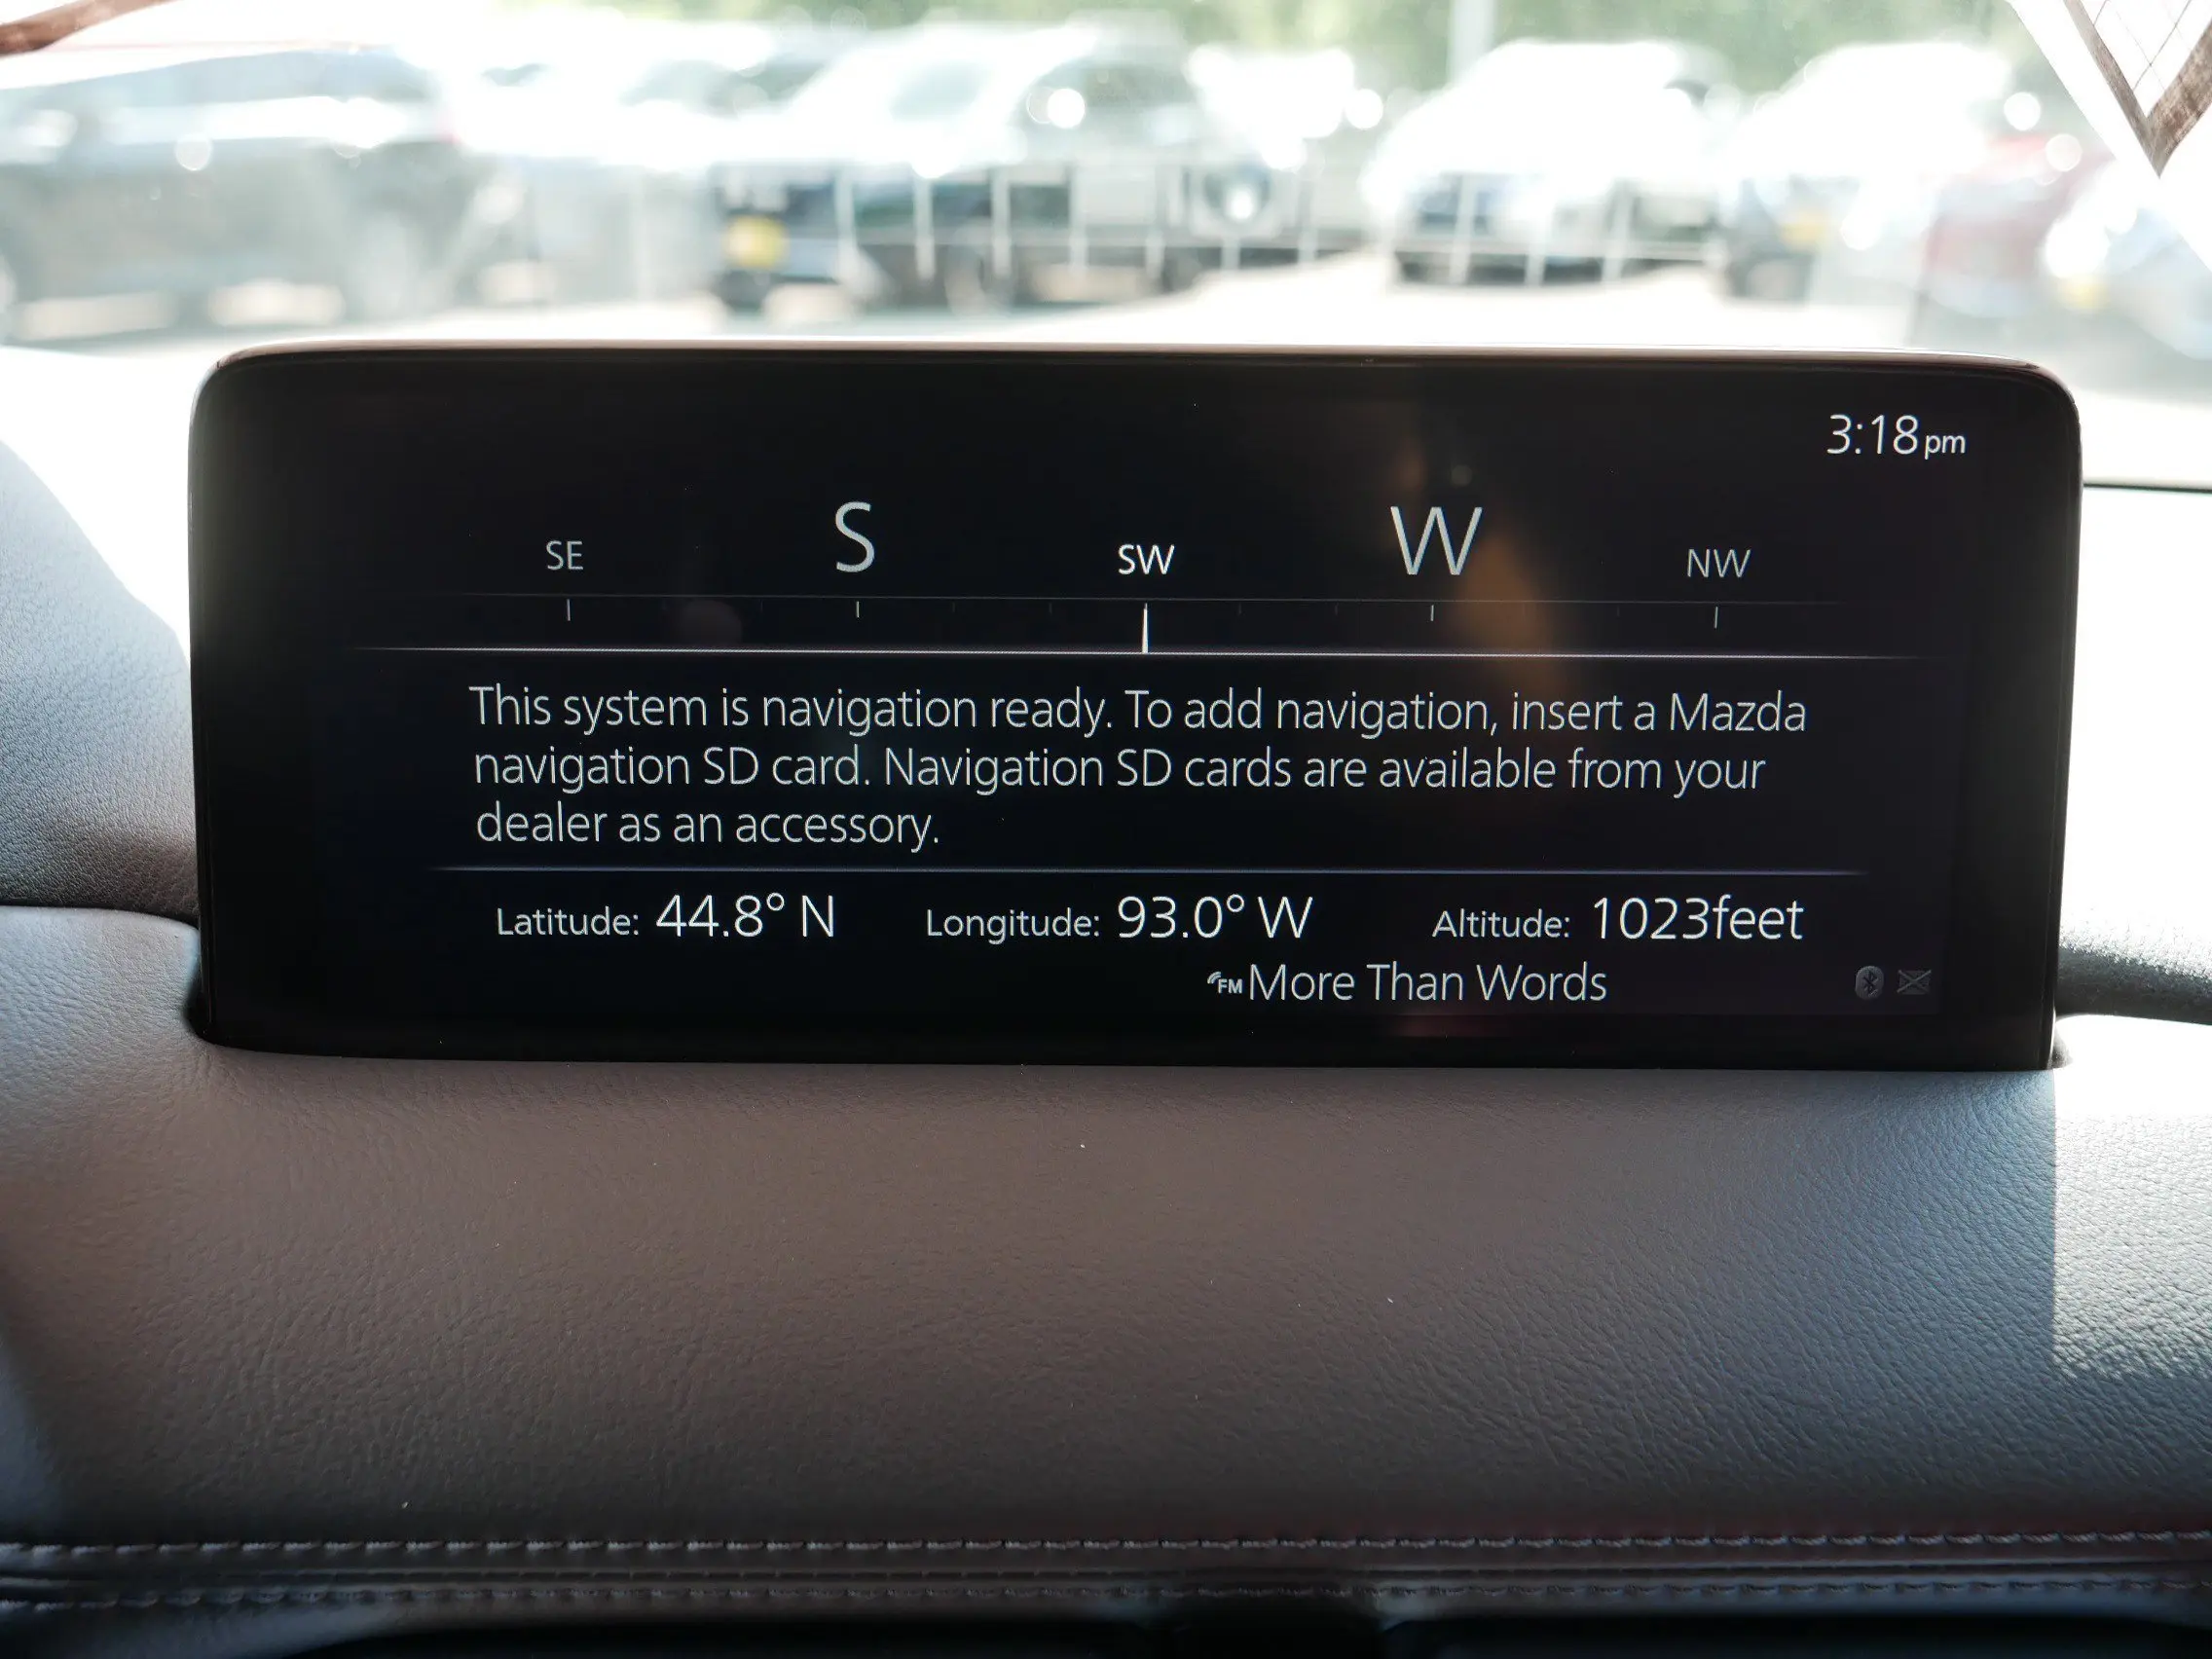 3:18pm
SE S SW W NW
This system is navigation ready. To add navigation, insert a Mazda
navigation SD card. Navigation SD cards are available from your
dealer as an accessory.
Latitude: 44.8° N Longitude: 93.0° W Altitude: 1023feet
FM More Than Words